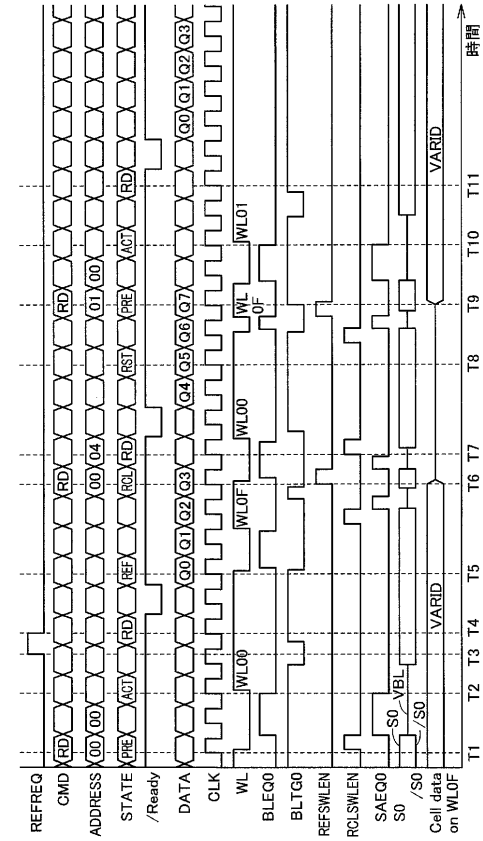 REFREQ
CMD RD RD RD
ADDRESS 00 00 00 04 01 00
STATE PRE ACT RD REF RCL RD RST PRE ACT RD
/Ready
DATA Q0 Q1 Q2 Q3 Q4 Q5 Q6 Q7 Q0 Q1 Q2 Q3
CLK
WL WL00 WL0F WL00 WL 0F WL01
BLEQ0
BLTG0
REFSWLEN
RCLSWLEN
SAEQ0
S0 S0 VBL
/S0 /S0
Cell data on WL0F VARID VARID
T1 T2 T3 T4 T5 T6 T7 T8 T9 T10 T11
時間